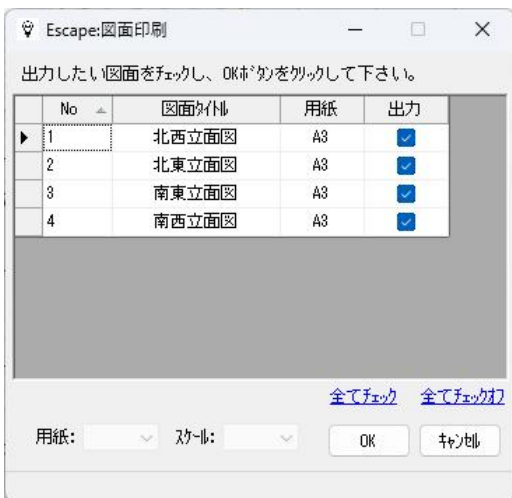 Escape:図面印刷
出力したい図面をﾁｪｯｸし、OKﾎﾞﾀﾝをｸﾘｯｸして下さい。
No 図面ﾀｲﾄﾙ 用紙 出力
1 北西立面図 A3
2 北東立面図 A3
3 南東立面図 A3
4 南西立面図 A3
全てﾁｪｯｸ 全てﾁｪｯｸｵﾌ
用紙: ｽｹｰﾙ: OK ｷｬﾝｾﾙ